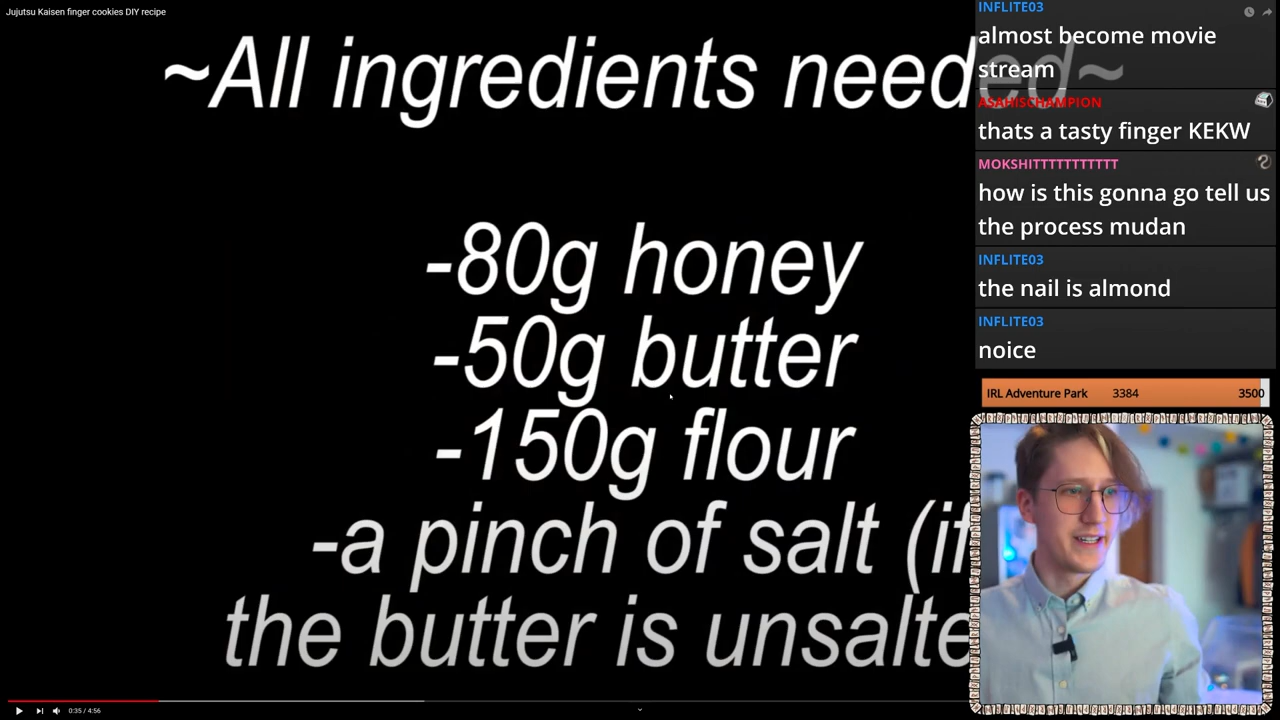 Jujutsu Kaisen finger cookies DIY recipe
~All ingredients needed~
-80g honey
-50g butter
-150g flour
-a pinch of salt (if
the butter is unsalte
0:35 / 4:56
INFLITE03
almost become movie
stream
ASAHISCHAMPION
thats a tasty finger KEKW
MOKSHITTTTTTTTTTT
how is this gonna go tell us
the process mudan
INFLITE03
the nail is almond
INFLITE03
noice
IRL Adventure Park 3384 3500